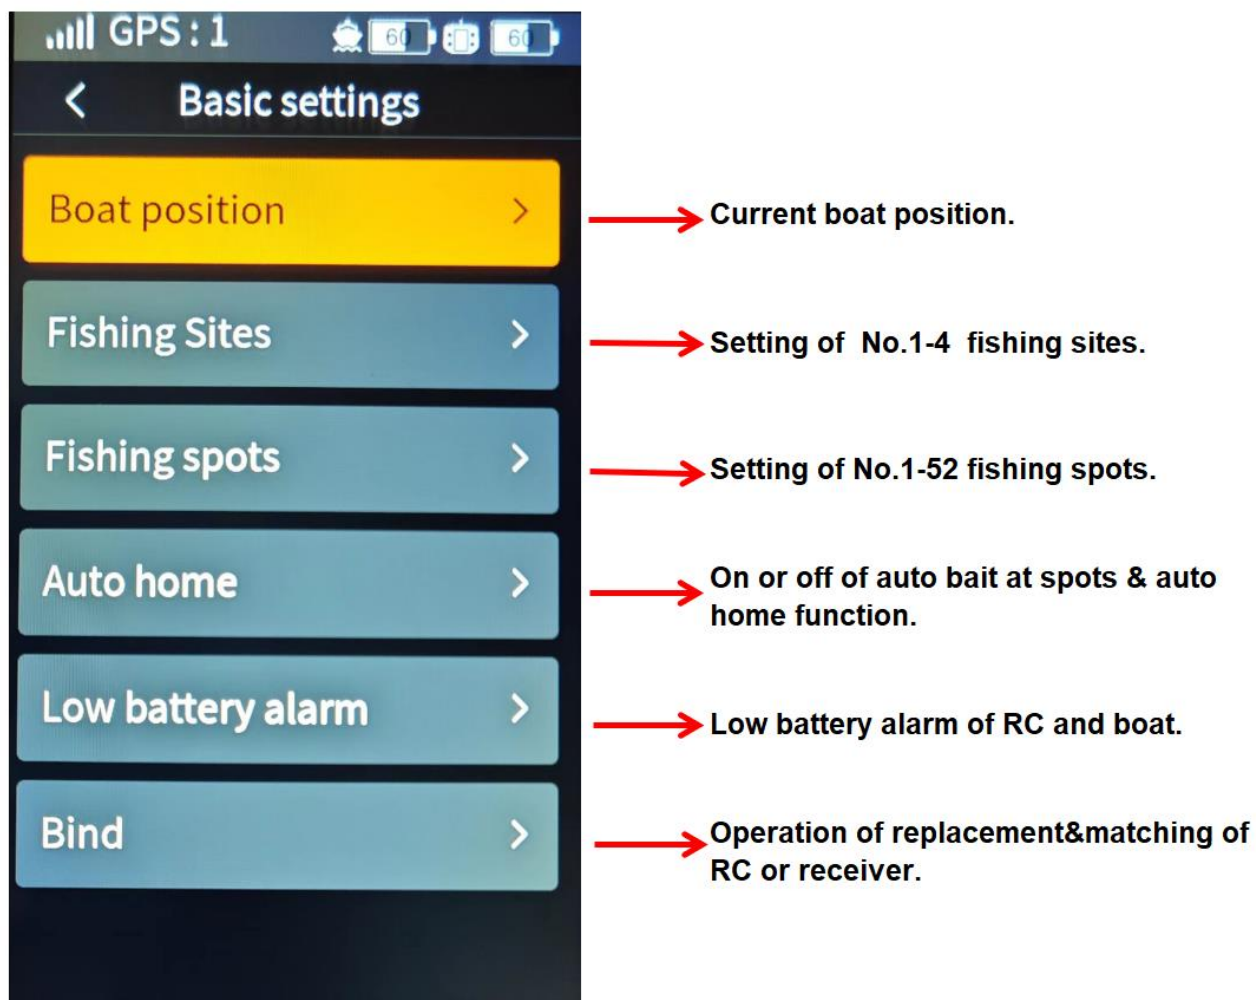 GPS : 1 60 60
Basic settings
Boat position
Current boat position.
Fishing Sites
Setting of No.1-4 fishing sites.
Fishing spots
Setting of No.1-52 fishing spots.
Auto home
On or off of auto bait at spots & auto
home function.
Low battery alarm
Low battery alarm of RC and boat.
Bind
Operation of replacement&matching of
RC or receiver.